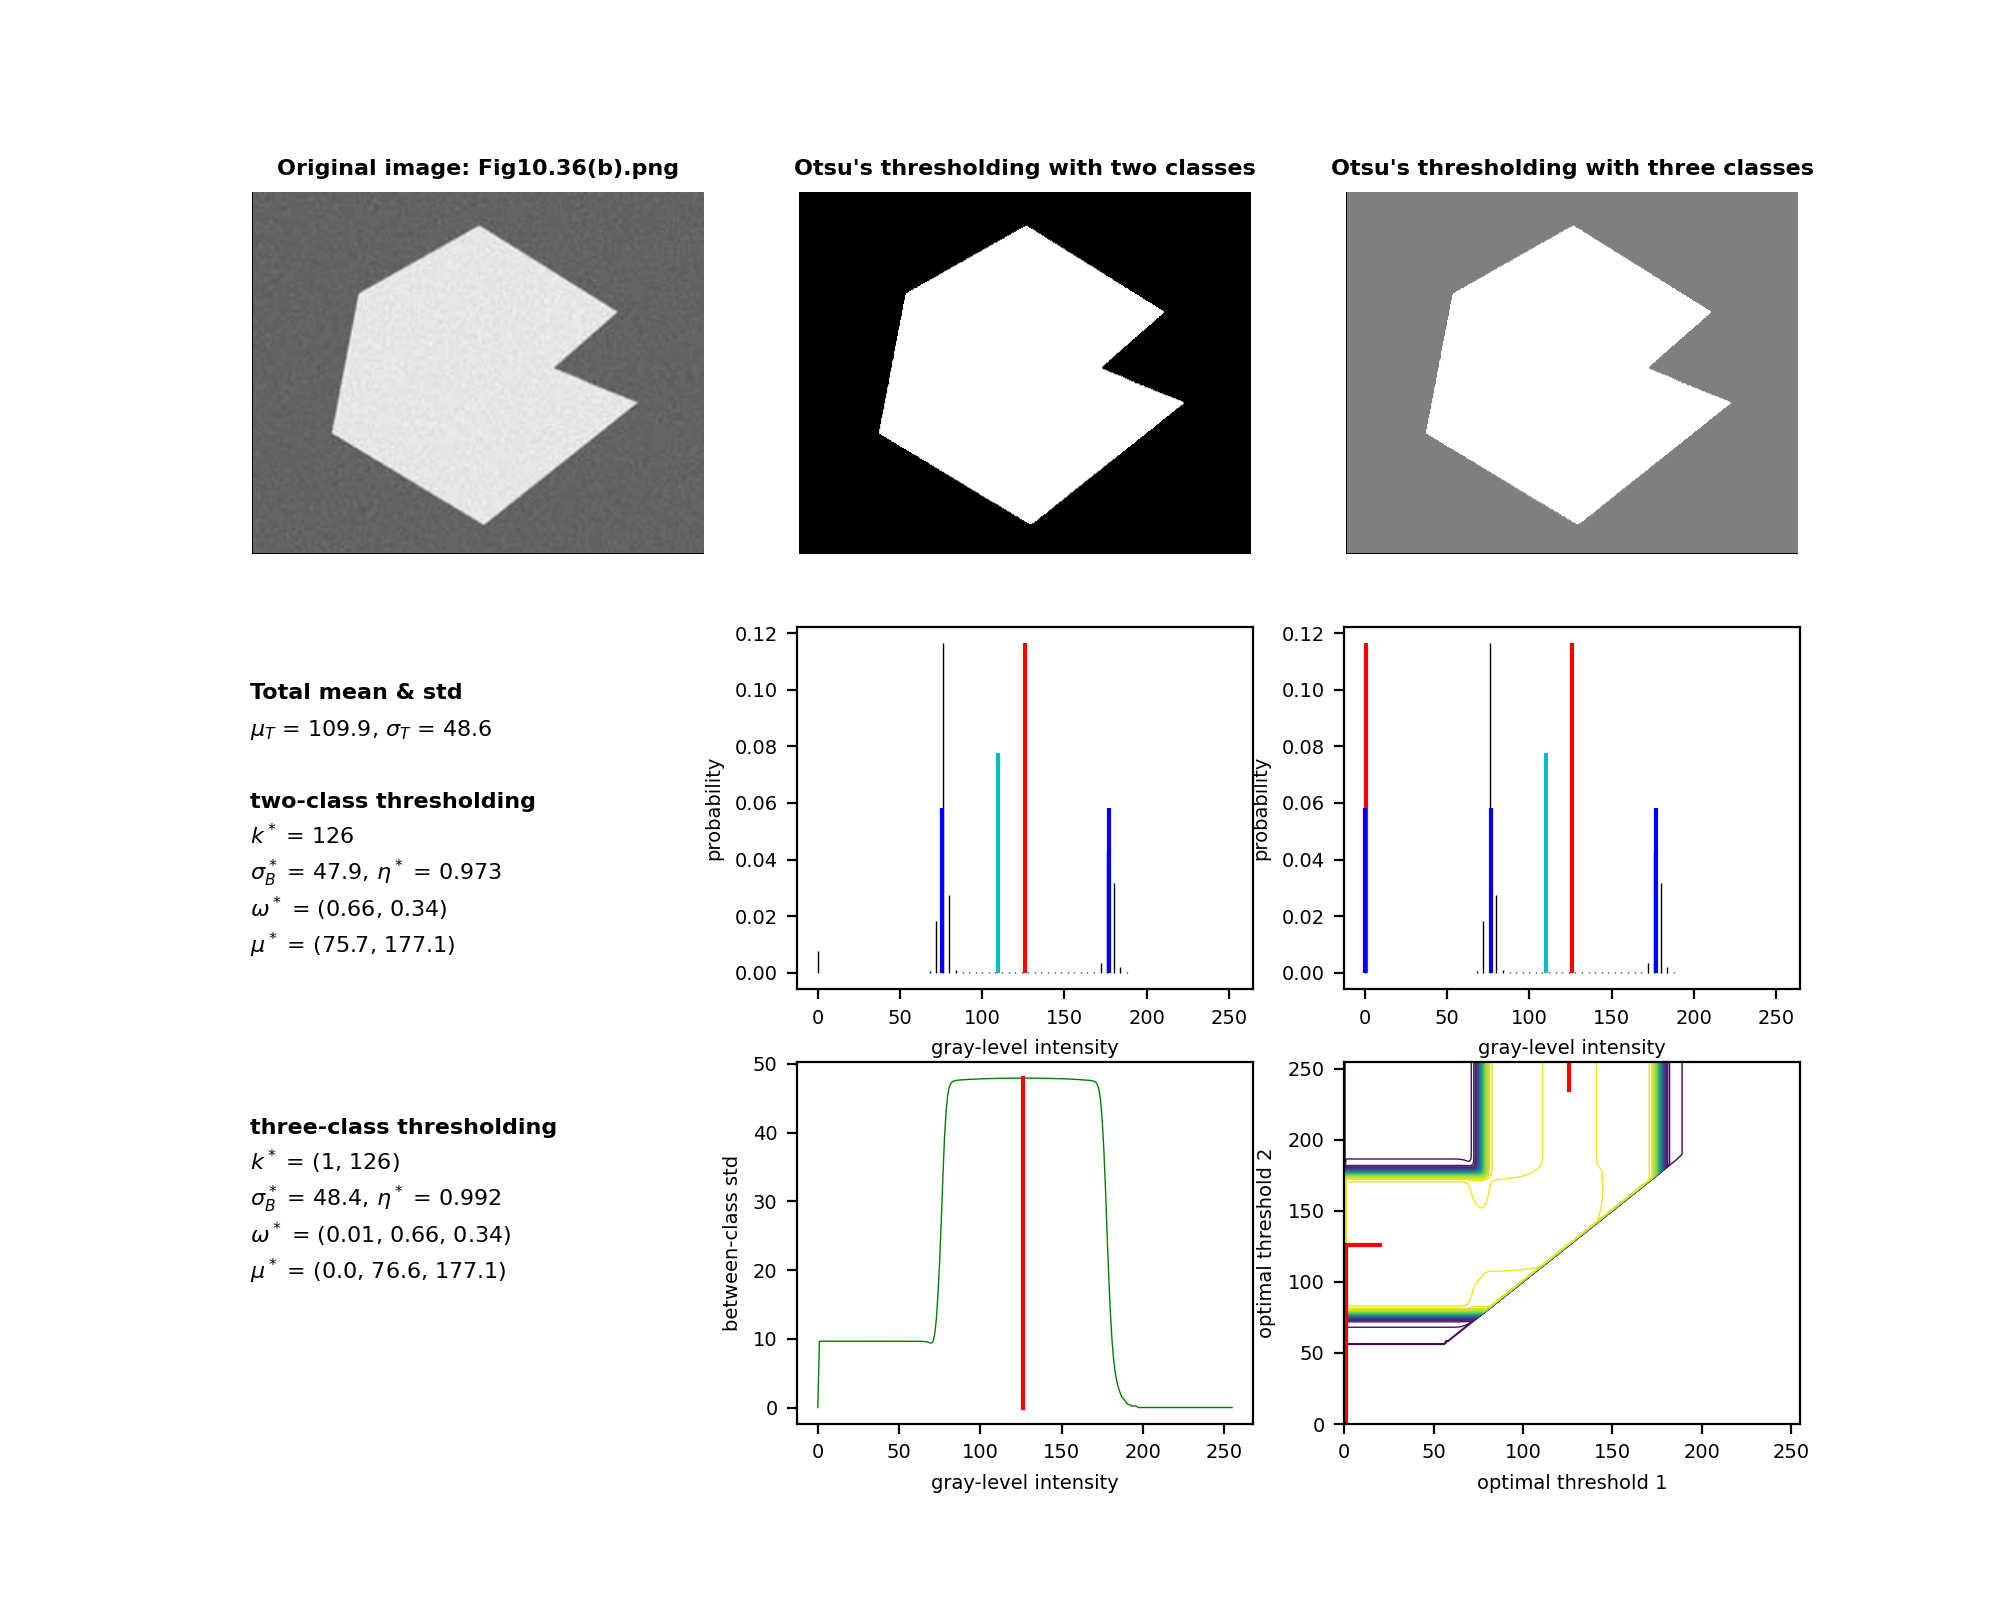 Original image: Fig10.36(b).png
Otsu's thresholding with two classes
Otsu's thresholding with three classes
Total mean & std
μ_T = 109.9, σ_T = 48.6
two-class thresholding
k* = 126
σ_B* = 47.9, η* = 0.973
ω* = (0.66, 0.34)
μ* = (75.7, 177.1)
probability
0.12
0.10
0.08
0.06
0.04
0.02
0.00
0 50 100 150 200 250
gray-level intensity
probability
0.12
0.10
0.08
0.06
0.04
0.02
0.00
0 50 100 150 200 250
gray-level intensity
three-class thresholding
k* = (1, 126)
σ_B* = 48.4, η* = 0.992
ω* = (0.01, 0.66, 0.34)
μ* = (0.0, 76.6, 177.1)
between-class std
50
40
30
20
10
0
0 50 100 150 200 250
gray-level intensity
optimal threshold 2
250
200
150
100
50
0
0 50 100 150 200 250
optimal threshold 1